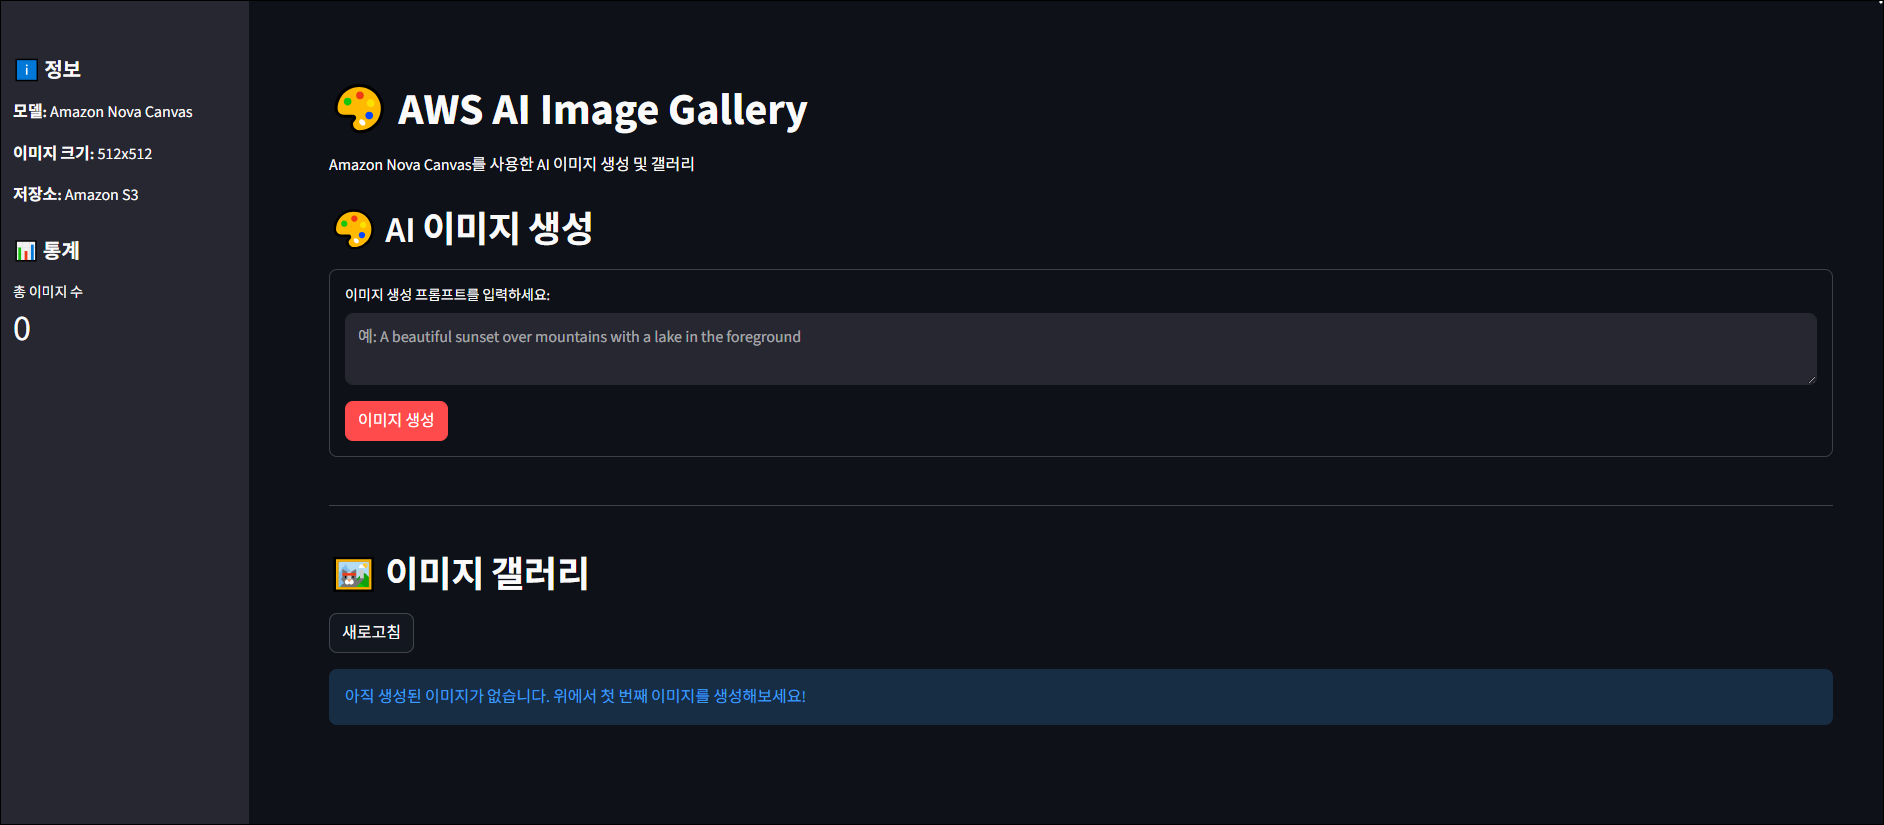 정보
모델: Amazon Nova Canvas
이미지 크기: 512x512
저장소: Amazon S3
통계
총 이미지 수
0
AWS AI Image Gallery
Amazon Nova Canvas를 사용한 AI 이미지 생성 및 갤러리
AI 이미지 생성
이미지 생성 프롬프트를 입력하세요:
예: A beautiful sunset over mountains with a lake in the foreground
이미지 생성
이미지 갤러리
새로고침
아직 생성된 이미지가 없습니다. 위에서 첫 번째 이미지를 생성해보세요!